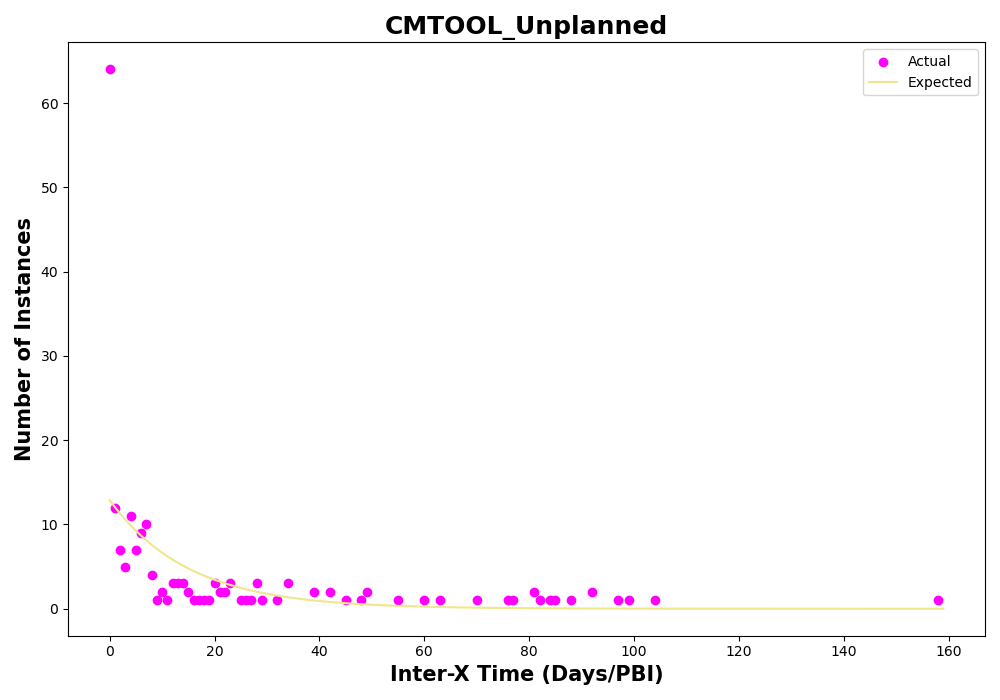 CMTOOL_Unplanned
Actual
Expected
Number of Instances
60
50
40
30
20
10
0
0 20 40 60 80 100 120 140 160
Inter-X Time (Days/PBI)